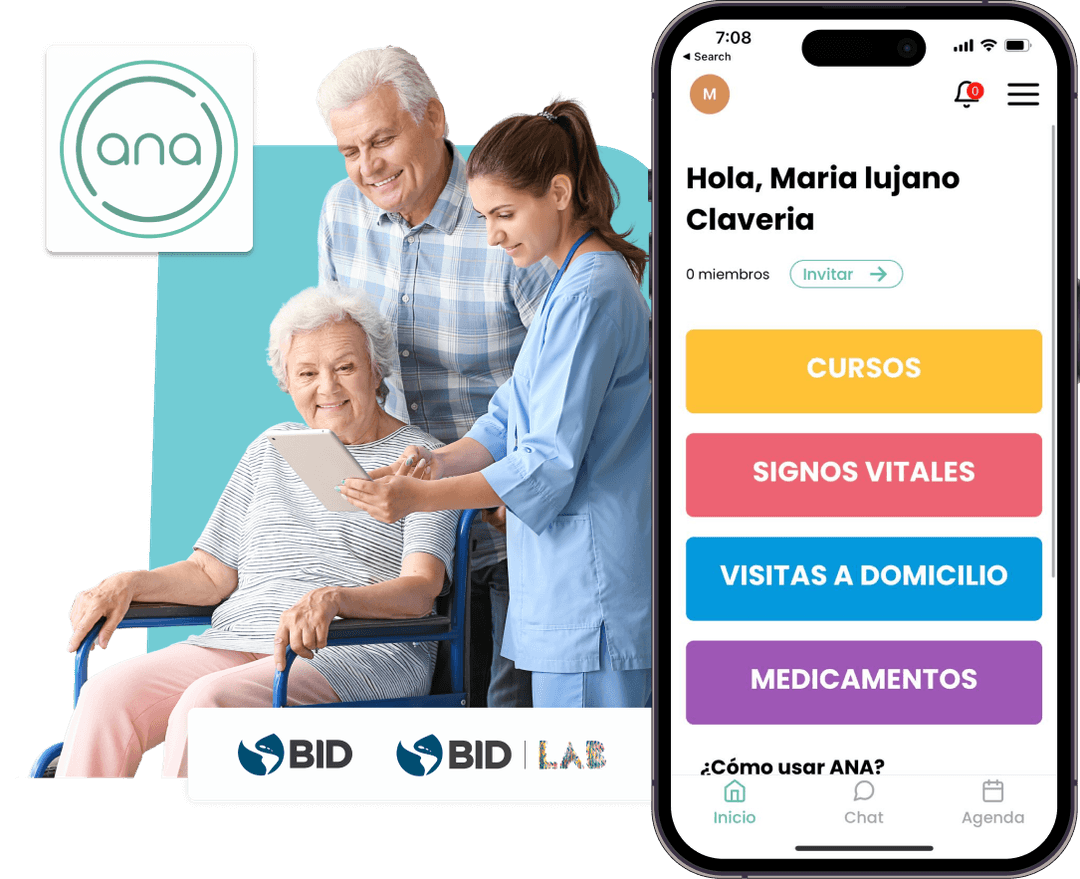 ana
BID
BID | LAB
7:08
◀ Search
M
0
Hola, Maria lujano
Claveria
0 miembros
Invitar →
CURSOS
SIGNOS VITALES
VISITAS A DOMICILIO
MEDICAMENTOS
¿Cómo usar ANA?
Inicio
Chat
Agenda